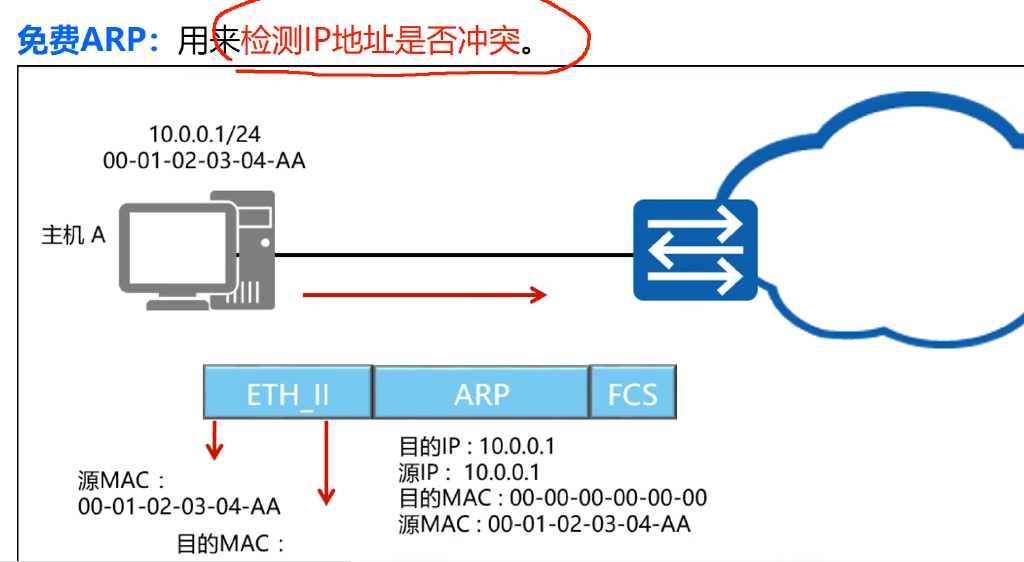 免费ARP：用来检测IP地址是否冲突。
10.0.0.1/24
00-01-02-03-04-AA
主机 A
ETH_II
ARP
FCS
目的IP : 10.0.0.1
源IP : 10.0.0.1
目的MAC : 00-00-00-00-00-00
源MAC : 00-01-02-03-04-AA
源MAC :
00-01-02-03-04-AA
目的MAC :